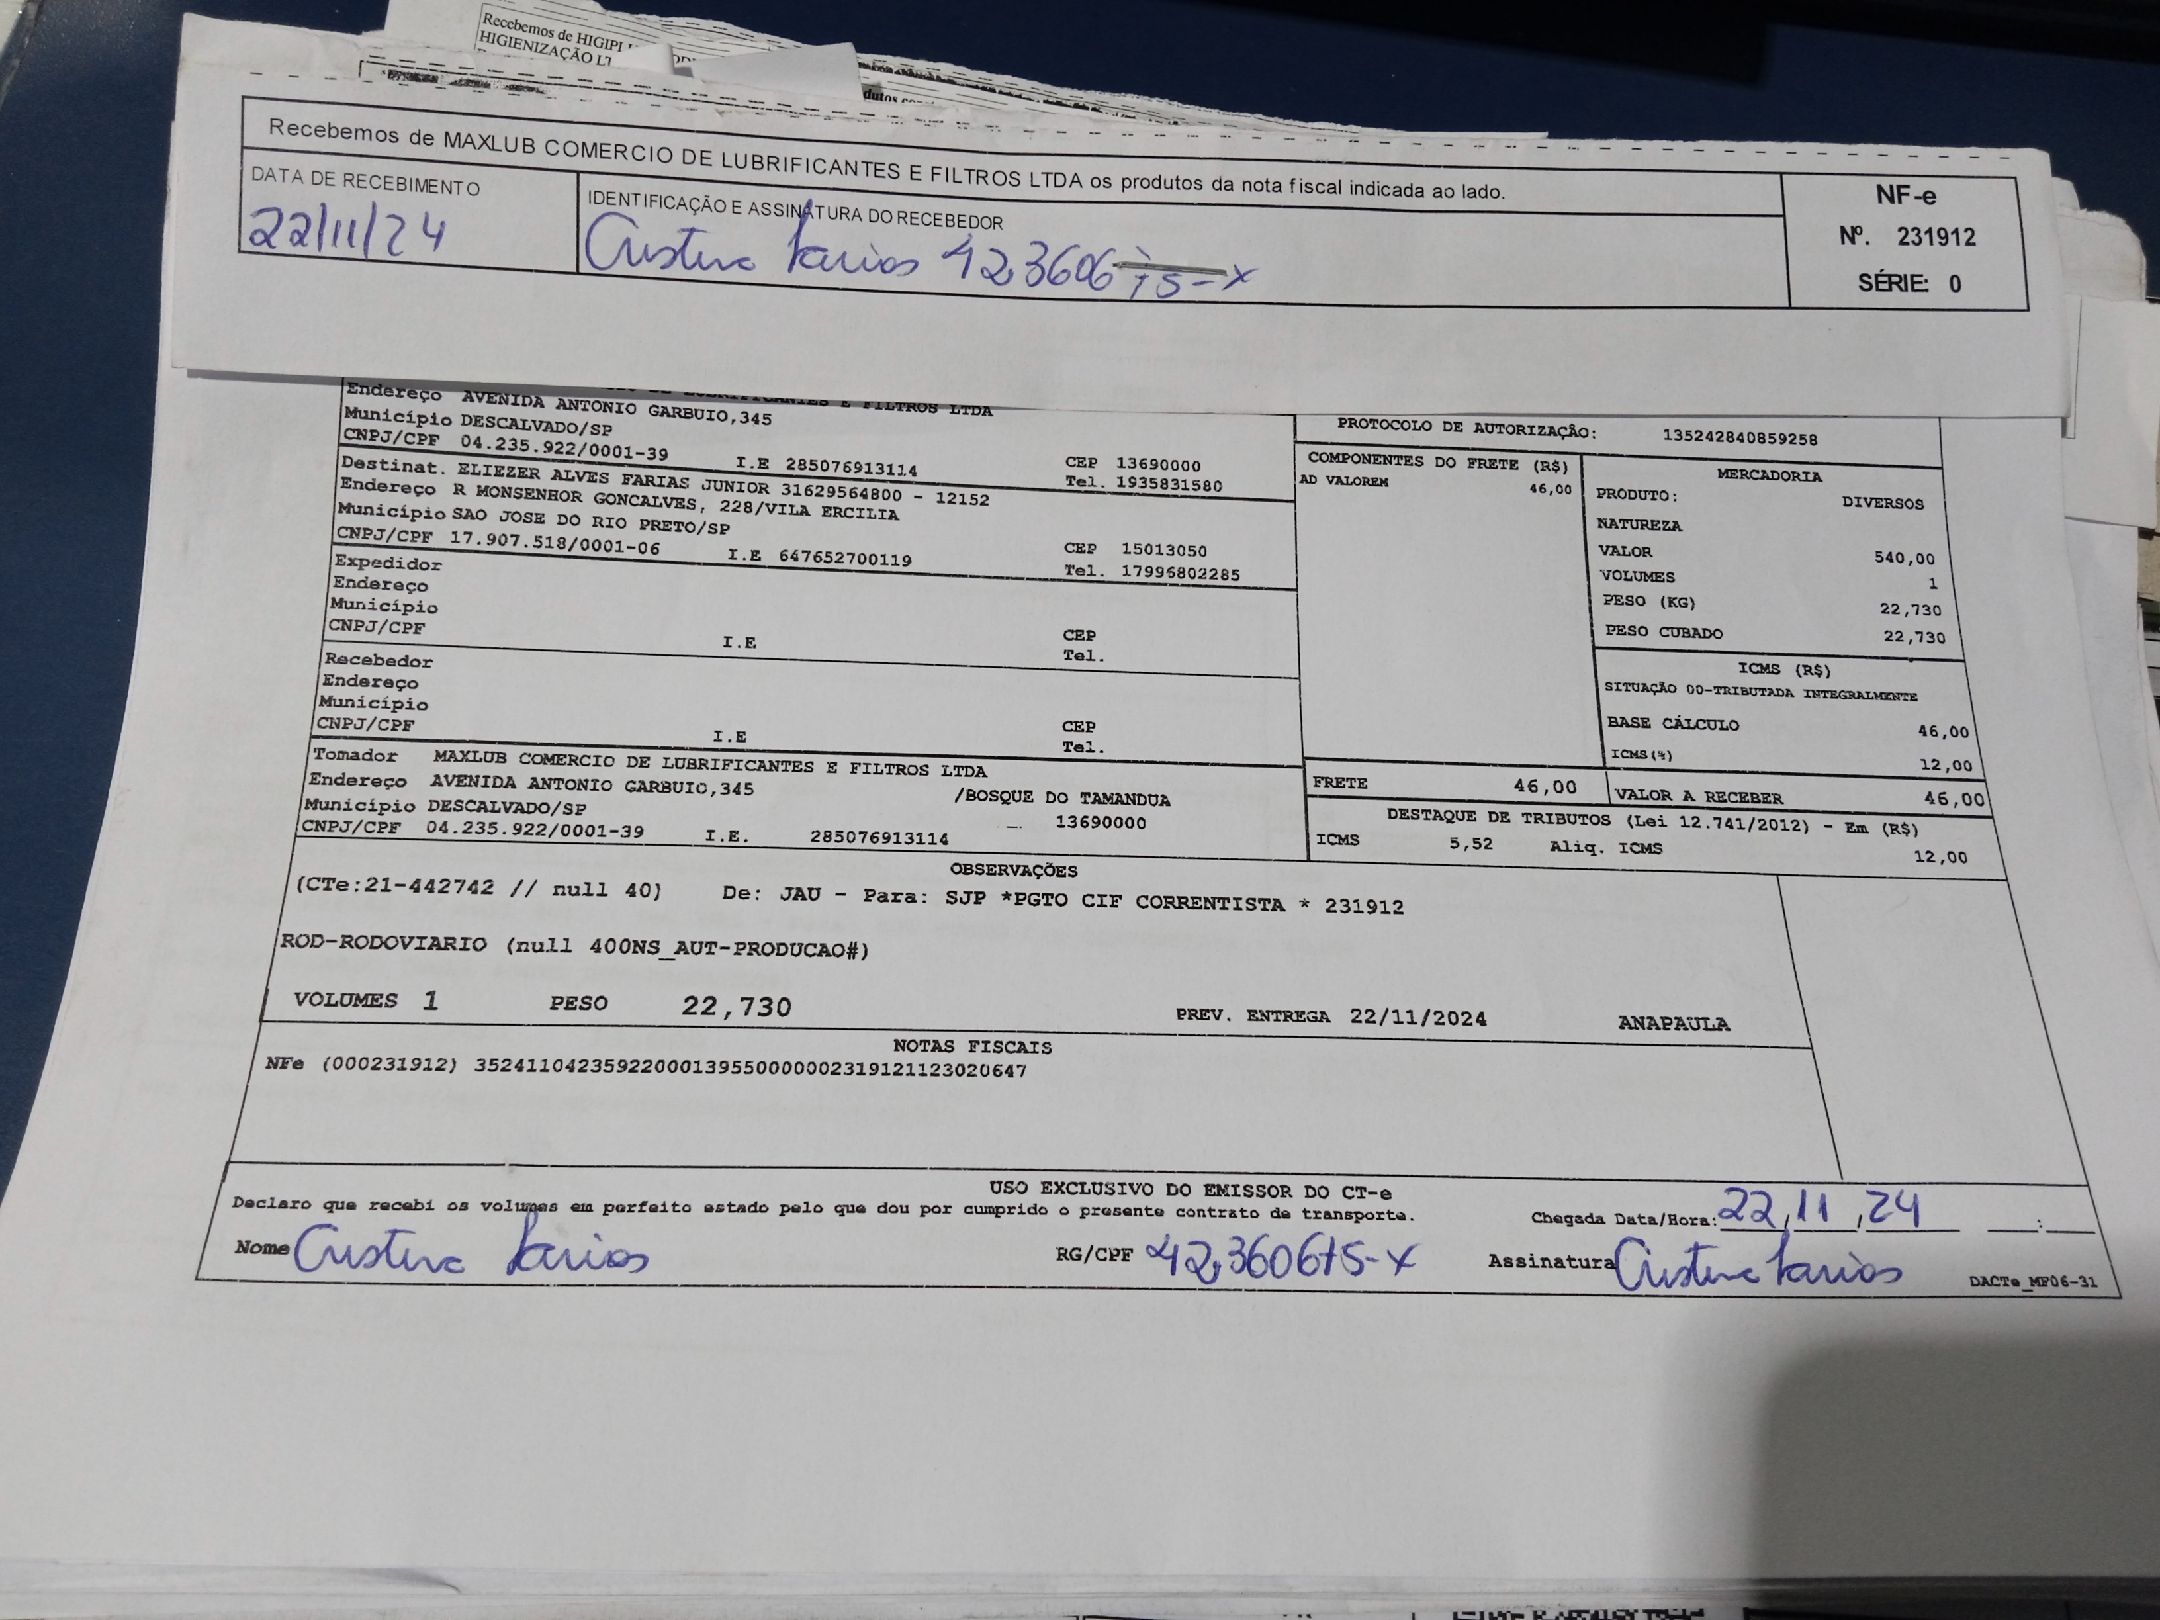 Recebemos de HIGIPL
HIGIENIZAÇÃO LT
Recebemos de MAXLUB COMERCIO DE LUBRIFICANTES E FILTROS LTDA os produtos da nota fiscal indicada ao lado.
DATA DE RECEBIMENTO
22/11/24
IDENTIFICAÇÃO E ASSINATURA DO RECEBEDOR
NF-e
Nº. 231912
SÉRIE: 0
LUBRIFICANTES E FILTROS LTDA
Endereço AVENIDA ANTONIO GARBUIO,345
Município DESCALVADO/SP
CNPJ/CPF 04.235.922/0001-39 I.E 285076913114 CEP 13690000
Tel. 1935831580
Destinat. ELIEZER ALVES FARIAS JUNIOR 31629564800 - 12152
Endereço R MONSENHOR GONCALVES, 228/VILA ERCILIA
Município SAO JOSE DO RIO PRETO/SP
CNPJ/CPF 17.907.518/0001-06 I.E 647652700119 CEP 15013050
Tel. 17996802285
Expedidor
Endereço
Município
CNPJ/CPF I.E CEP
Tel.
Recebedor
Endereço
Município
CNPJ/CPF I.E CEP
Tel.
Tomador MAXLUB COMERCIO DE LUBRIFICANTES E FILTROS LTDA
Endereço AVENIDA ANTONIO GARBUIO,345 /BOSQUE DO TAMANDUA
Município DESCALVADO/SP 13690000
CNPJ/CPF 04.235.922/0001-39 I.E. 285076913114
PROTOCOLO DE AUTORIZAÇÃO: 135242840859258
COMPONENTES DO FRETE (R$)
AD VALOREM 46,00
MERCADORIA
PRODUTO: DIVERSOS
NATUREZA
VALOR 540,00
VOLUMES 1
PESO (KG) 22,730
PESO CUBADO 22,730
ICMS (R$)
SITUAÇÃO 00-TRIBUTADA INTEGRALMENTE
BASE CÁLCULO 46,00
ICMS(%) 12,00
FRETE 46,00 VALOR A RECEBER 46,00
DESTAQUE DE TRIBUTOS (Lei 12.741/2012) - Em (R$)
ICMS 5,52 Aliq. ICMS 12,00
OBSERVAÇÕES
(CTe:21-442742 // null 40) De: JAU - Para: SJP *PGTO CIF CORRENTISTA * 231912
ROD-RODOVIARIO (null 400NS_AUT-PRODUCAO#)
VOLUMES 1 PESO 22,730 PREV. ENTREGA 22/11/2024 ANAPAULA
NOTAS FISCAIS
NFe (000231912) 35241104235922000139550000002319121123020647
USO EXCLUSIVO DO EMISSOR DO CT-e
Declaro que recebi os volumes em perfeito estado pelo que dou por cumprido o presente contrato de transporte. Chegada Data/Hora: 22,11,24 :
Nome RG/CPF Assinatura DACTe_MF06-31